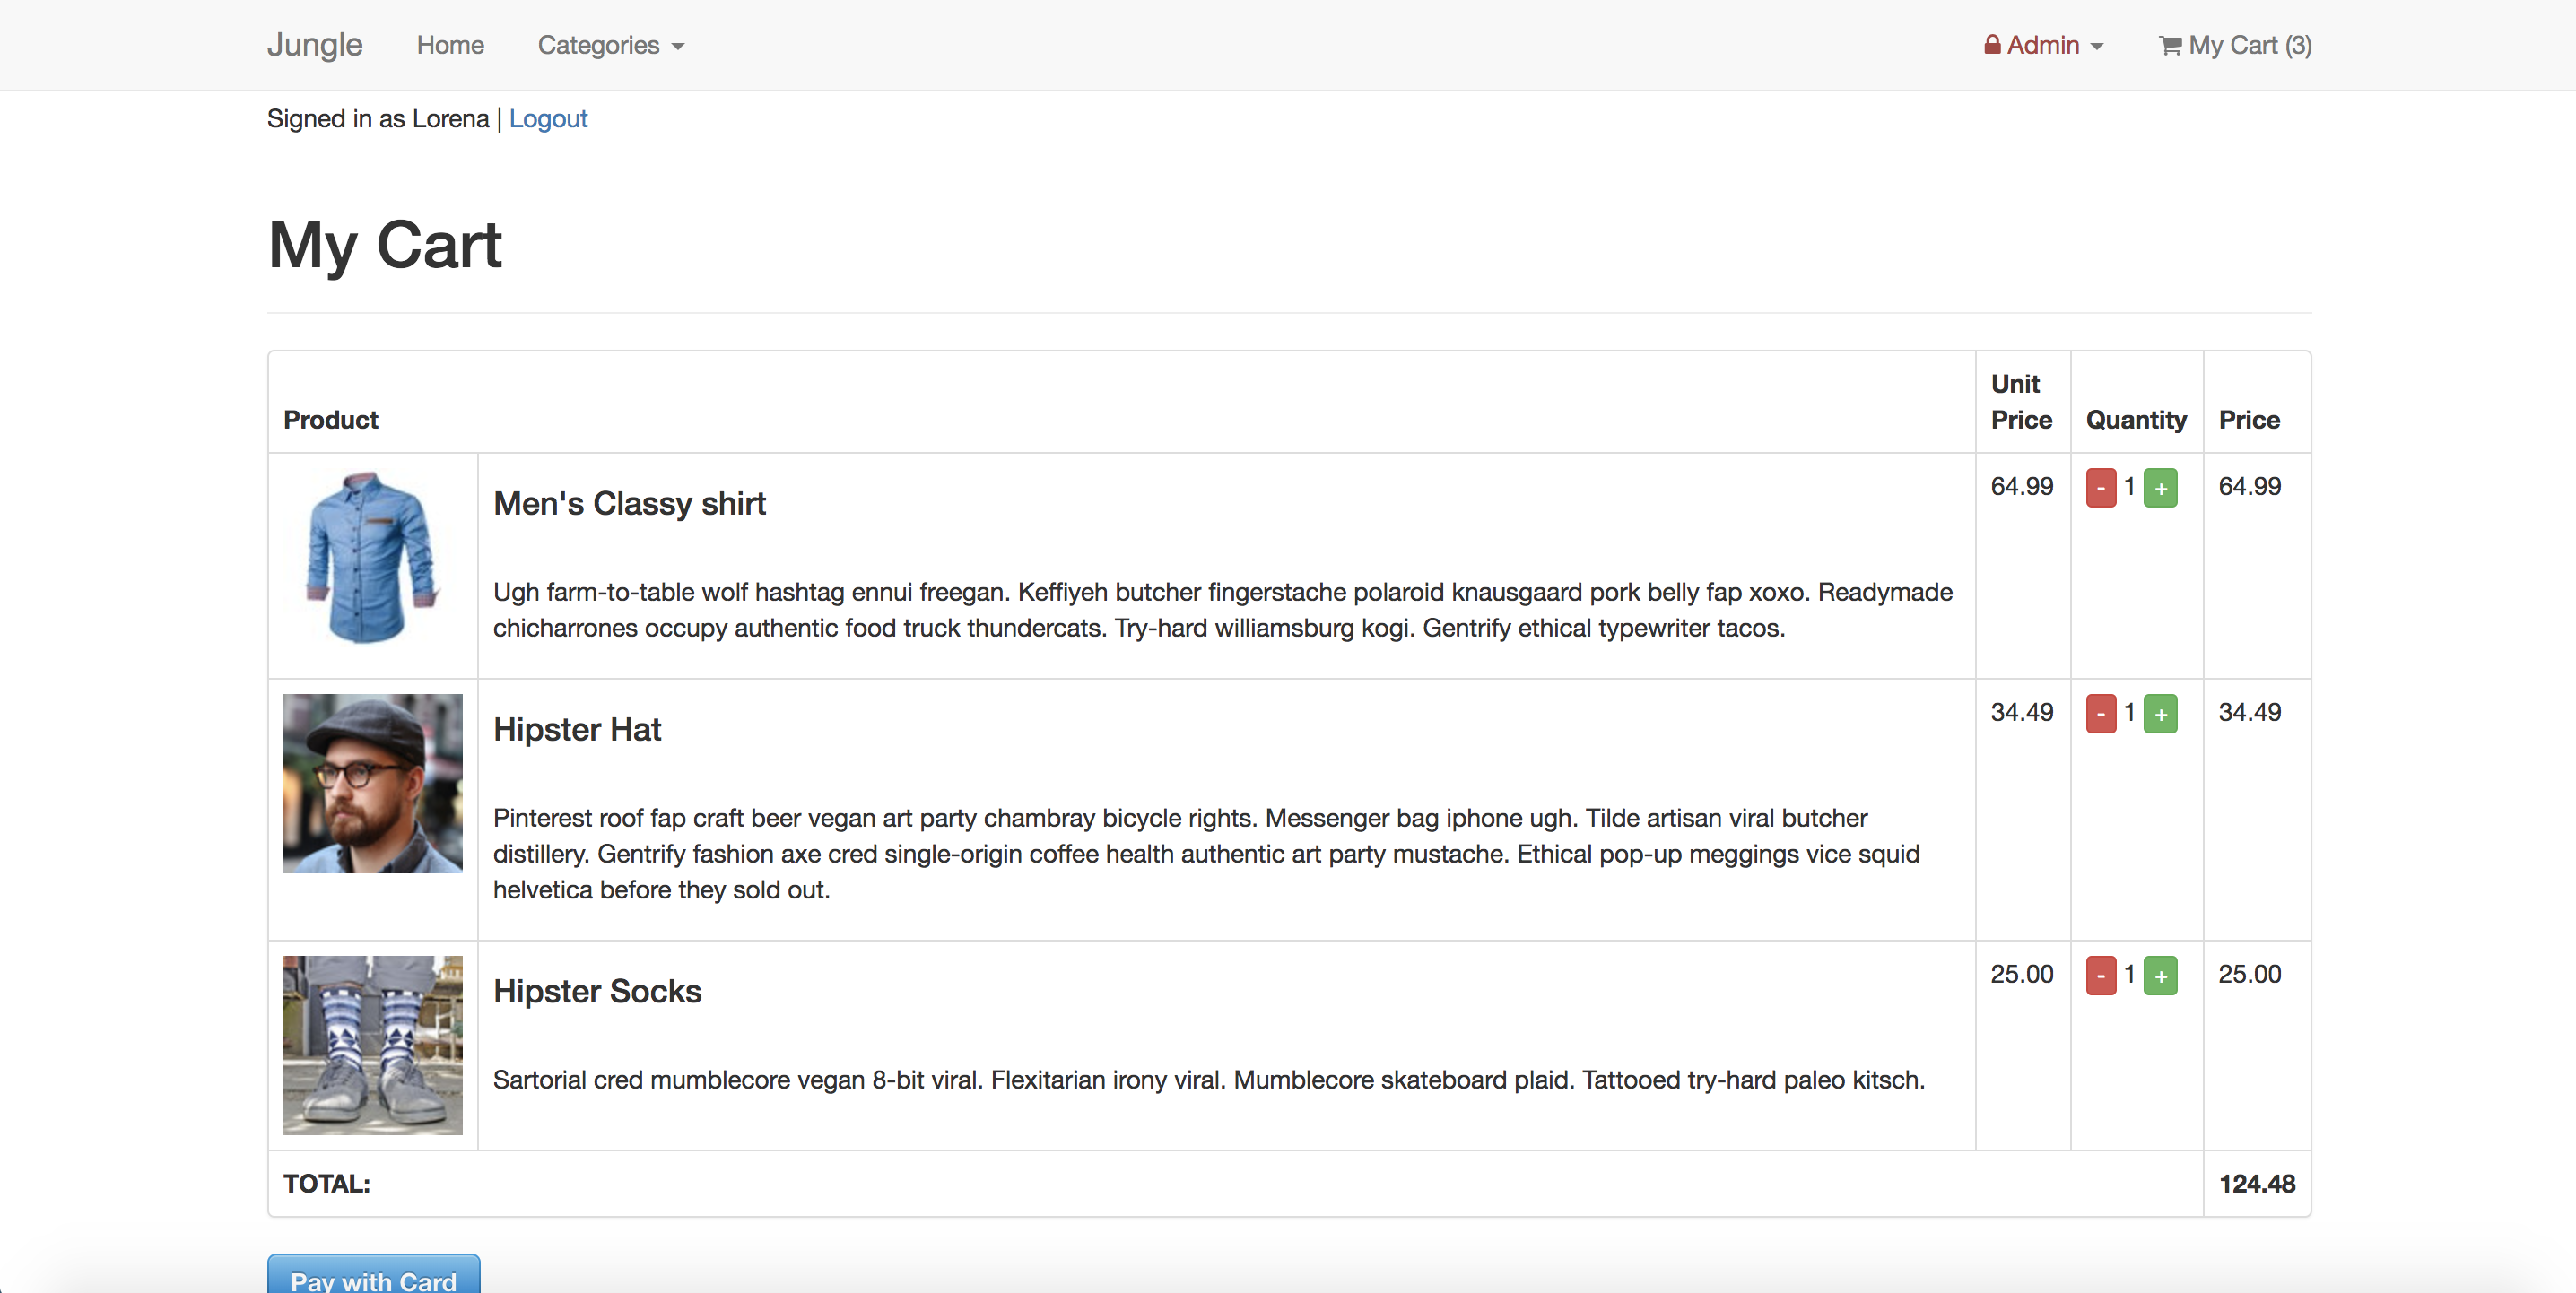 Jungle Home Categories Admin My Cart (3)
Signed in as Lorena | Logout
My Cart
Product Unit Price Quantity Price
Men's Classy shirt 64.99 - 1 + 64.99
Ugh farm-to-table wolf hashtag ennui freegan. Keffiyeh butcher fingerstache polaroid knausgaard pork belly fap xoxo. Readymade
chicharrones occupy authentic food truck thundercats. Try-hard williamsburg kogi. Gentrify ethical typewriter tacos.
Hipster Hat 34.49 - 1 + 34.49
Pinterest roof fap craft beer vegan art party chambray bicycle rights. Messenger bag iphone ugh. Tilde artisan viral butcher
distillery. Gentrify fashion axe cred single-origin coffee health authentic art party mustache. Ethical pop-up meggings vice squid
helvetica before they sold out.
Hipster Socks 25.00 - 1 + 25.00
Sartorial cred mumblecore vegan 8-bit viral. Flexitarian irony viral. Mumblecore skateboard plaid. Tattooed try-hard paleo kitsch.
TOTAL: 124.48
Pay with Card